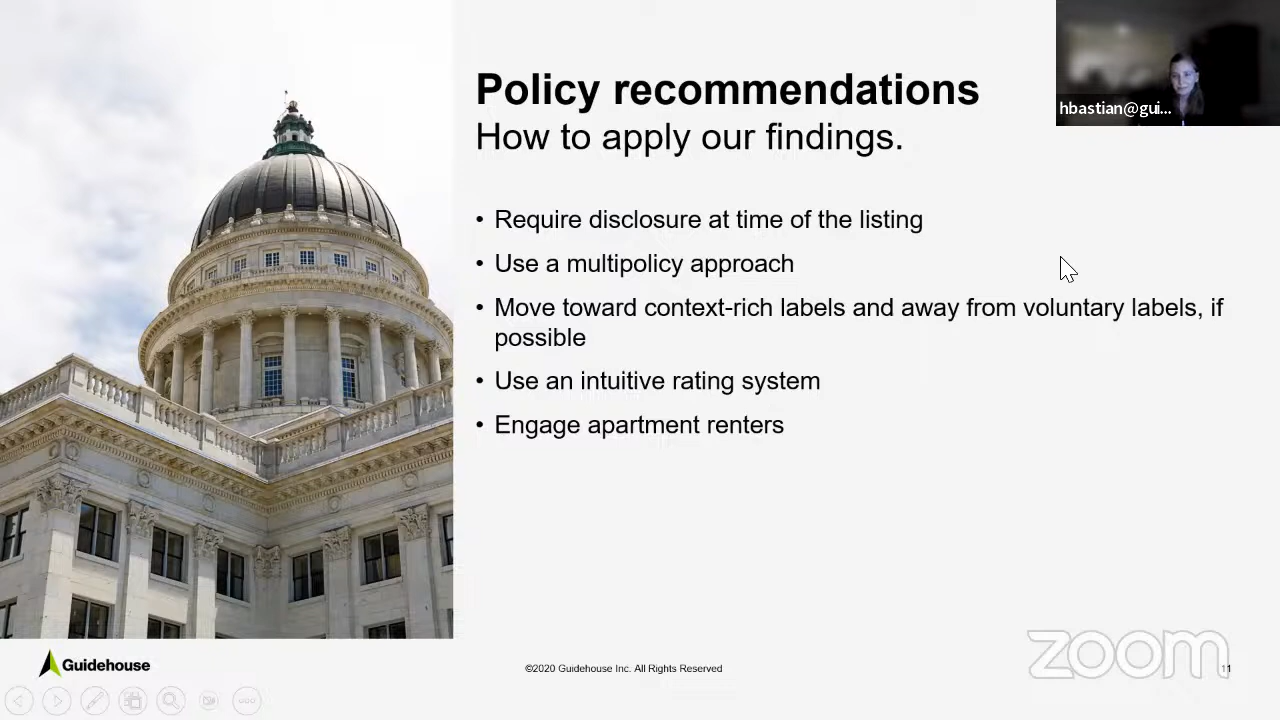 Policy recommendations
hbastian@gui...
How to apply our findings.
• Require disclosure at time of the listing
• Use a multipolicy approach
• Move toward context-rich labels and away from voluntary labels, if
possible
• Use an intuitive rating system
• Engage apartment renters
Guidehouse
©2020 Guidehouse Inc. All Rights Reserved
zoom
11